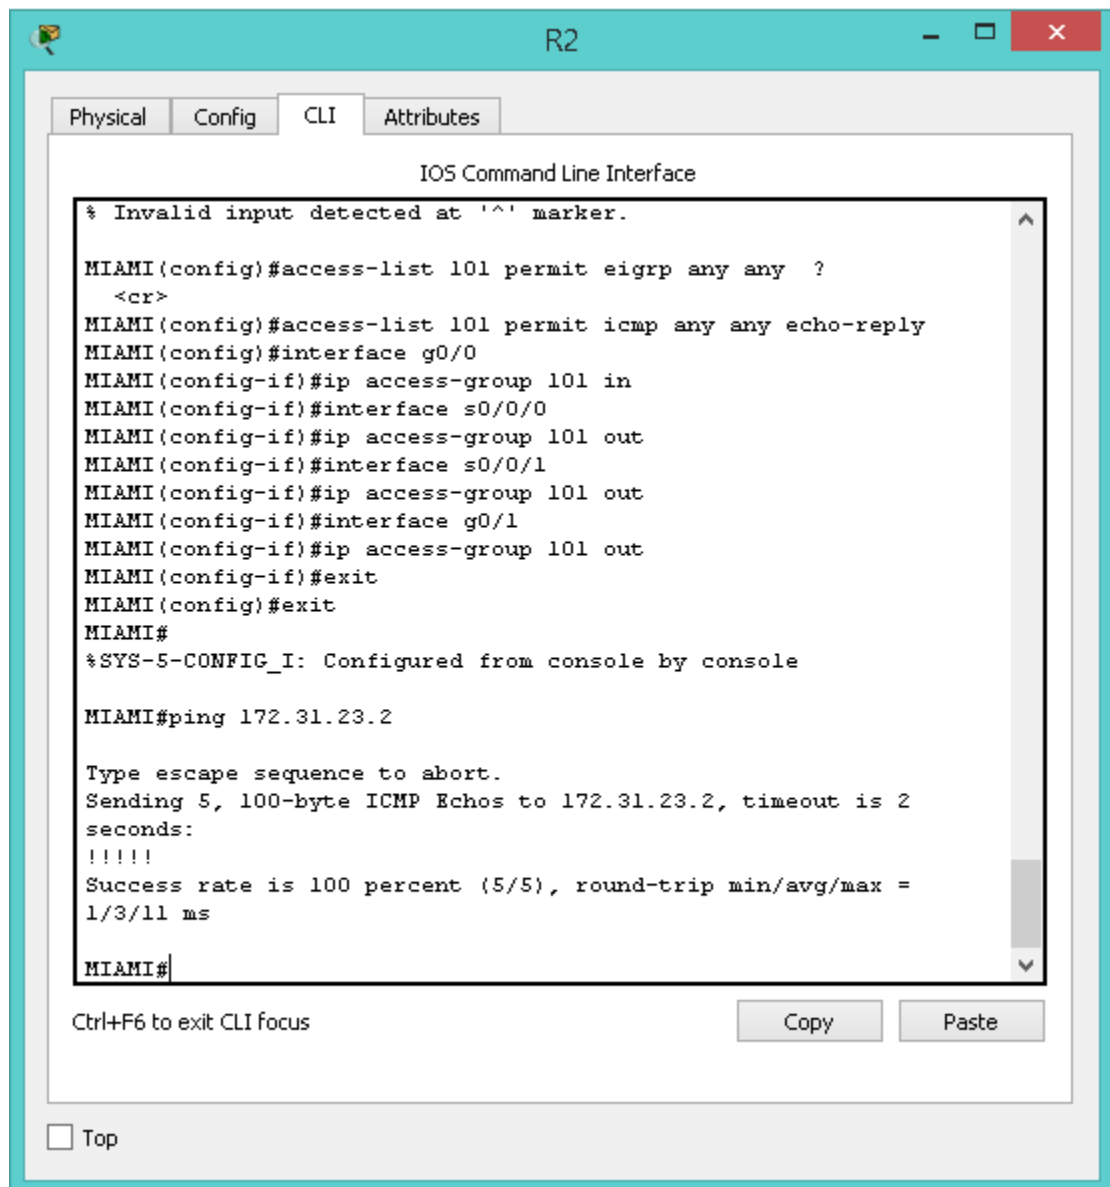 R2
Physical Config CLI Attributes
IOS Command Line Interface
% Invalid input detected at '^' marker.
MIAMI(config)#access-list 101 permit eigrp any any  ?
  <cr>
MIAMI(config)#access-list 101 permit icmp any any echo-reply
MIAMI(config)#interface g0/0
MIAMI(config-if)#ip access-group 101 in
MIAMI(config-if)#interface s0/0/0
MIAMI(config-if)#ip access-group 101 out
MIAMI(config-if)#interface s0/0/1
MIAMI(config-if)#ip access-group 101 out
MIAMI(config-if)#interface g0/1
MIAMI(config-if)#ip access-group 101 out
MIAMI(config-if)#exit
MIAMI(config)#exit
MIAMI#
%SYS-5-CONFIG_I: Configured from console by console
MIAMI#ping 172.31.23.2
Type escape sequence to abort.
Sending 5, 100-byte ICMP Echos to 172.31.23.2, timeout is 2
seconds:
!!!!!
Success rate is 100 percent (5/5), round-trip min/avg/max =
1/3/11 ms
MIAMI#
Ctrl+F6 to exit CLI focus
Copy Paste
Top